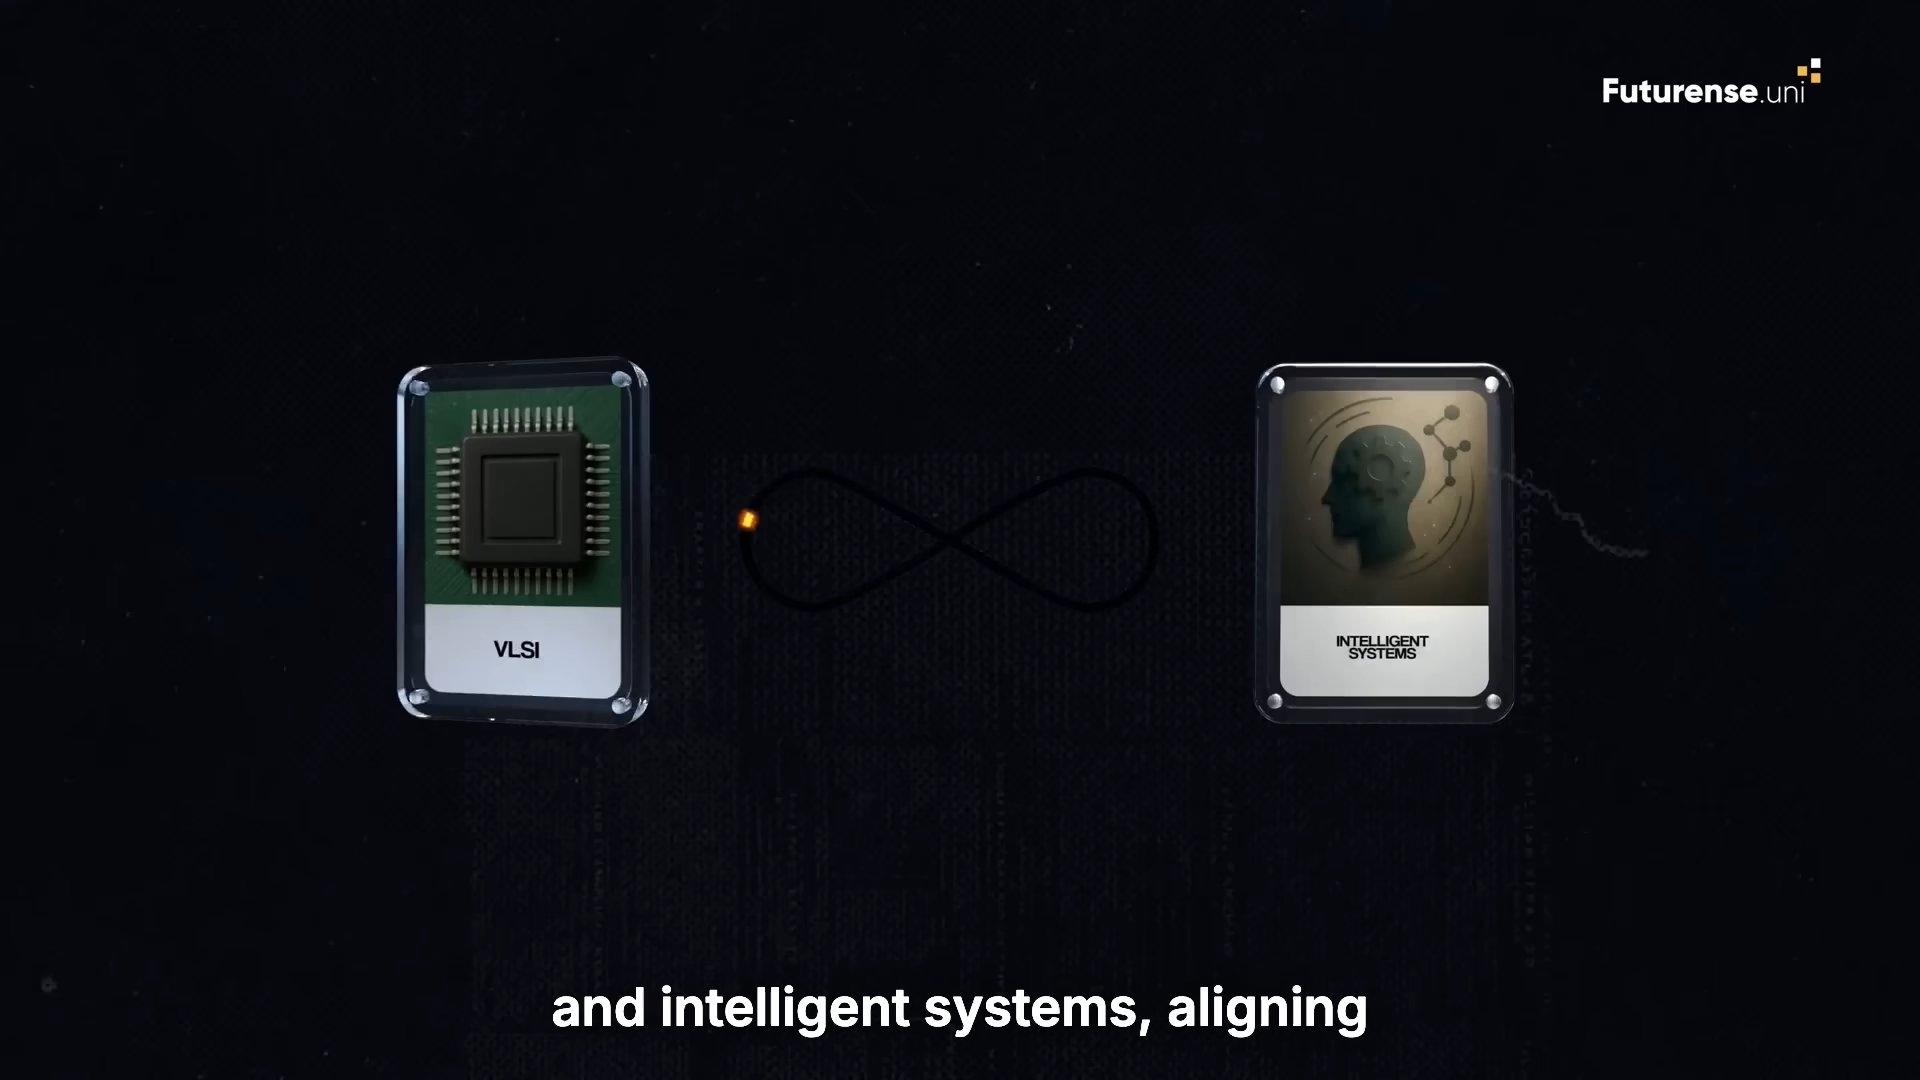 Futurense.uni
VLSI
INTELLIGENT
SYSTEMS
and intelligent systems, aligning